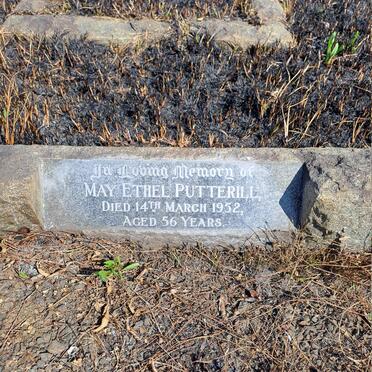 In Loving Memory of
MAY ETHEL PUTTERILL,
DIED 14TH MARCH 1952,
AGED 56 YEARS.